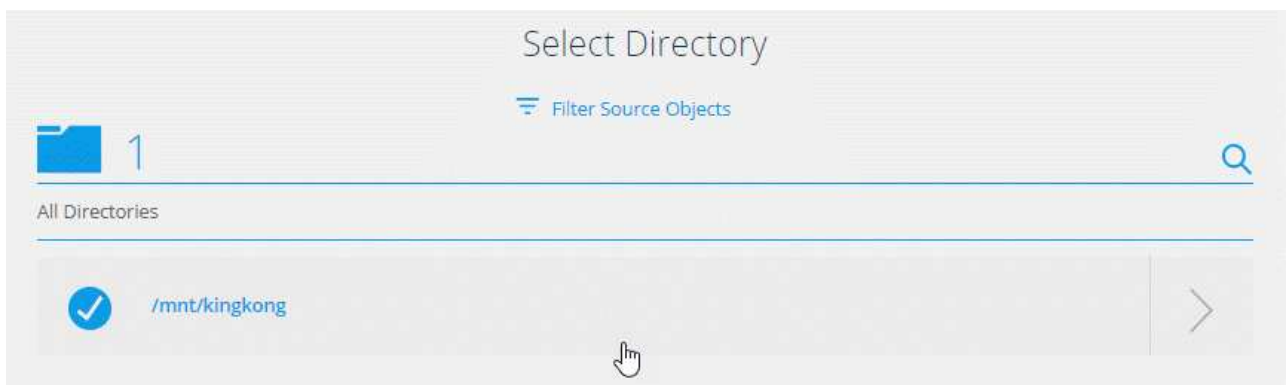 Select Directory
Filter Source Objects
1
All Directories
/mnt/kingkong